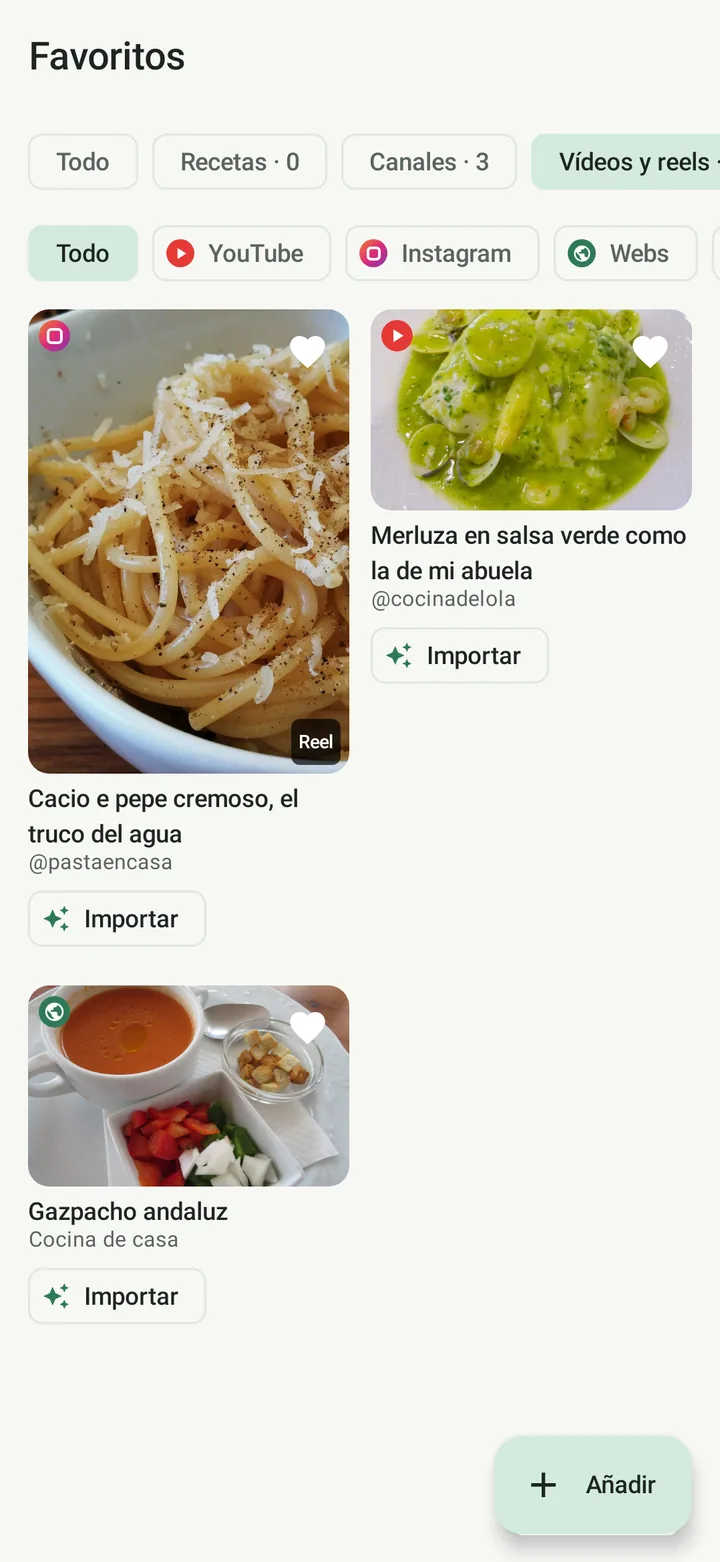 Favoritos
Todo
Recetas · 0
Canales · 3
Vídeos y reels ·
Todo
YouTube
Instagram
Webs
Reel
Cacio e pepe cremoso, el
truco del agua
@pastaencasa
Importar
Merluza en salsa verde como
la de mi abuela
@cocinadelola
Importar
Gazpacho andaluz
Cocina de casa
Importar
Añadir